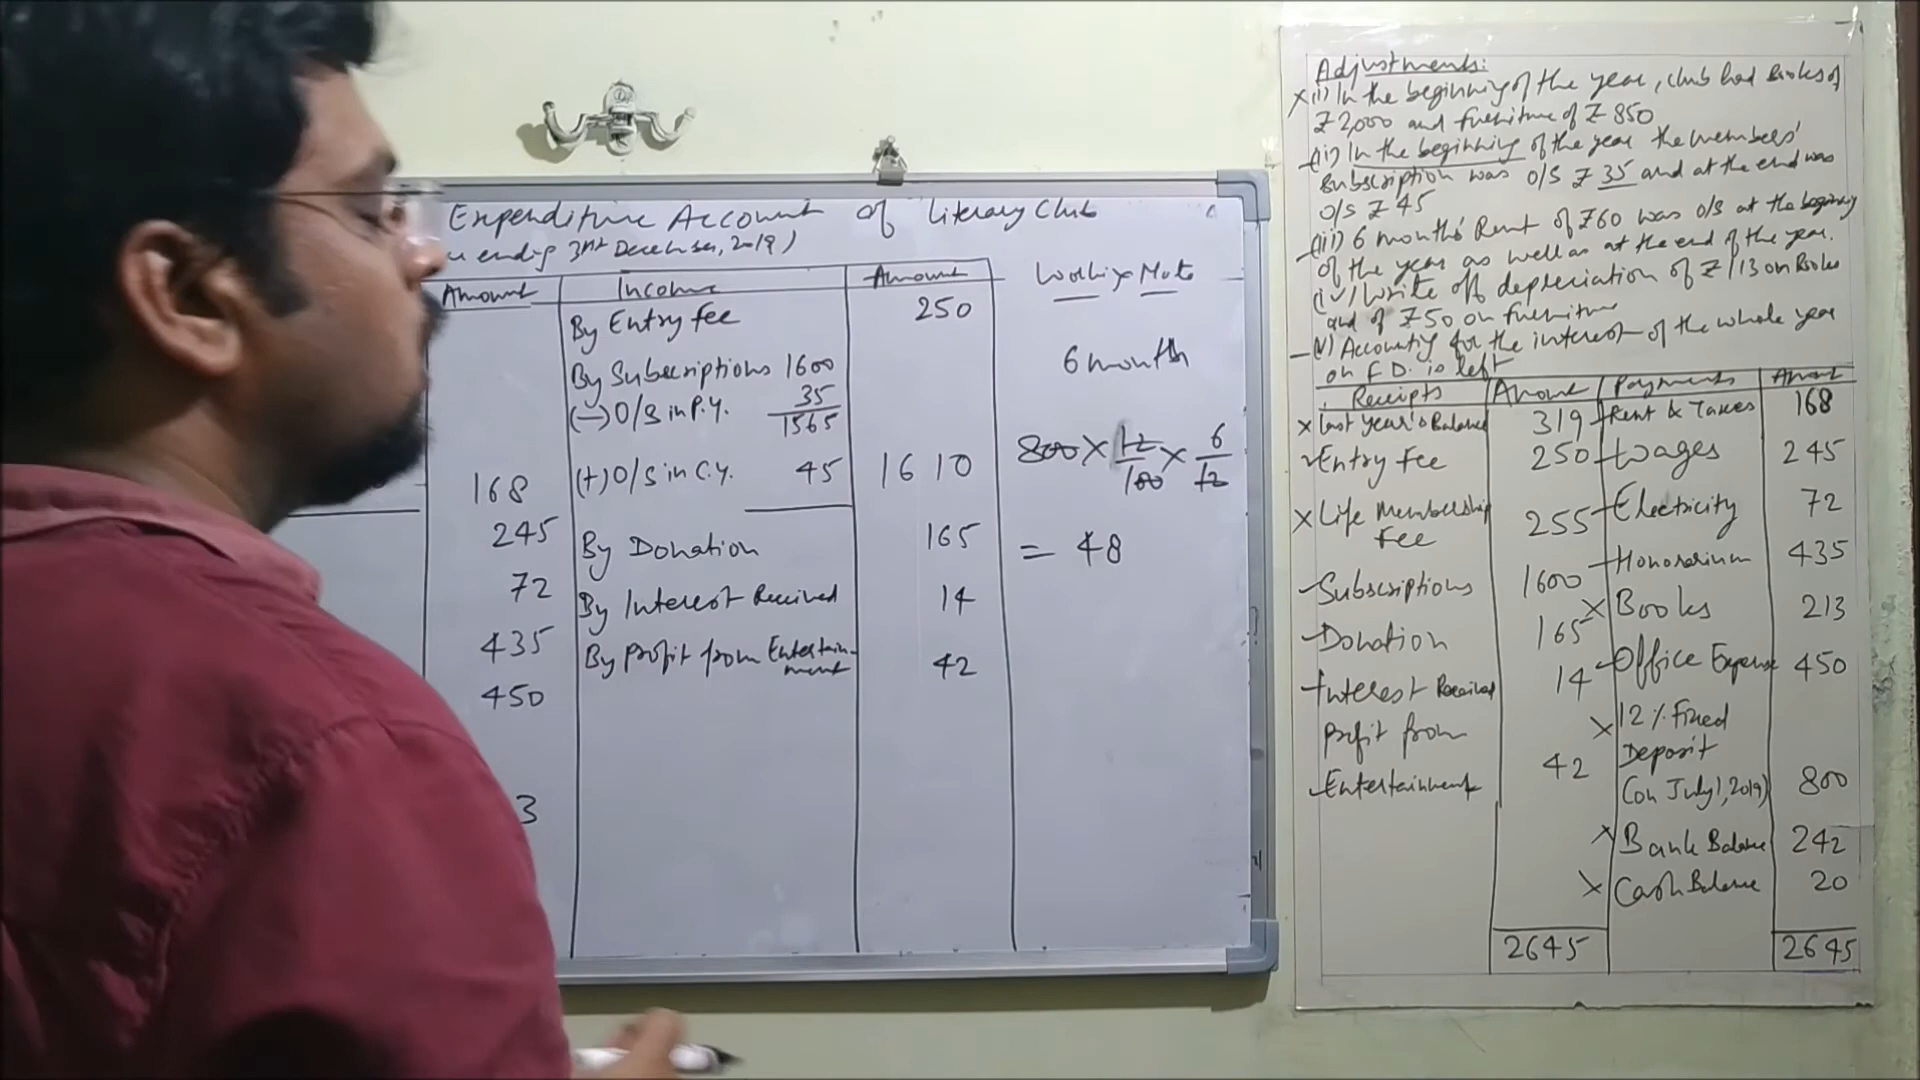 Expenditure Account of Literary Club
ending 31st December, 2019)
Amount Income Amount
By Entry fee 250
By Subscriptions 1600
(-) O/S in P.Y. 35
1565
168 (+) O/S in C.Y. 45 1610
245 By Donation 165
72 By Interest Received 14
435 By Profit from Entertain-
ment 42
450
3
Working Note
6 month
800 × 12/100 × 6/12
= 48
Adjustments:
×(i) In the beginning of the year, club had Books of
₹2,000 and furniture of ₹850
(ii) In the beginning of the year the members'
Subscription was O/S ₹35 and at the end was
O/S ₹45
(iii) 6 month's Rent of ₹60 was O/S at the beginning
of the year as well as at the end of the year.
(iv) Write off depreciation of ₹113 on Books
and of ₹50 on furniture
(v) Accounting for the interest of the whole year
on F.D. is left
Receipts Amount Payments Amount
× Last year's Balance 319 Rent & Taxes 168
Entry Fee 250 Wages 245
× Life Membership
Fee 255 Electricity 72
Subscriptions 1600 Honorarium 435
Donation 165 × Books 213
Interest Received 14 Office Expense 450
Profit from
Entertainment 42
× 12% Fixed
Deposit
(on July 1, 2019) 800
× Bank Balance 242
× Cash Balance 20
2645 2645